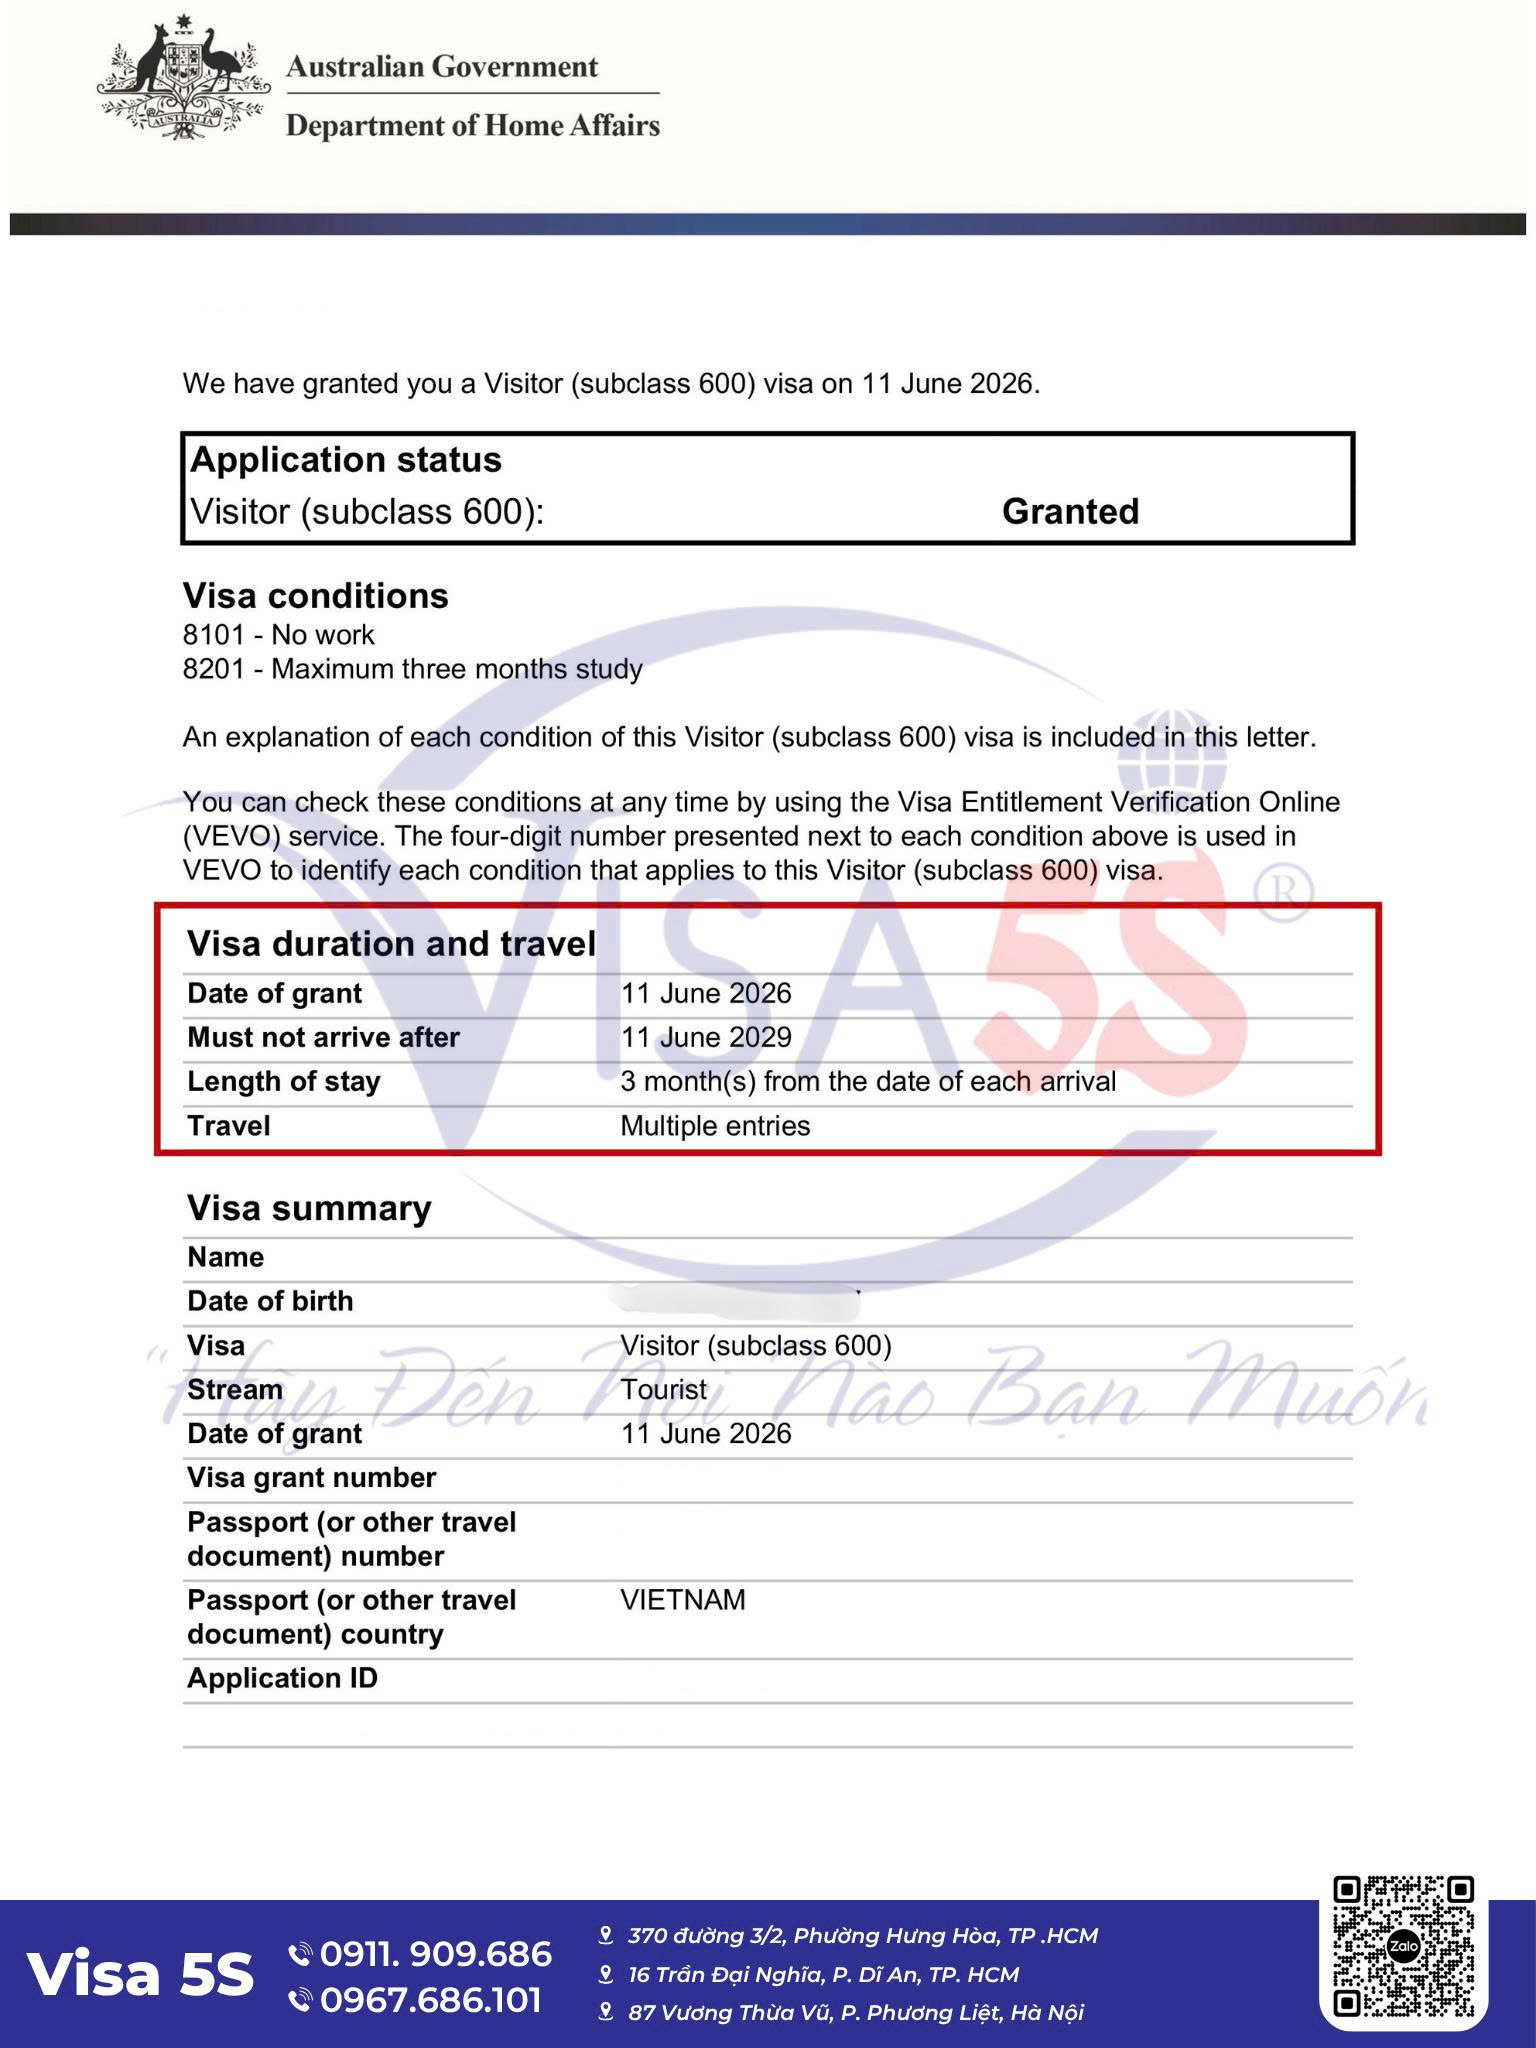 AUSTRALIA
Australian Government
Department of Home Affairs
We have granted you a Visitor (subclass 600) visa on 11 June 2026.
Application status
Visitor (subclass 600): Granted
Visa conditions
8101 - No work
8201 - Maximum three months study
An explanation of each condition of this Visitor (subclass 600) visa is included in this letter.
You can check these conditions at any time by using the Visa Entitlement Verification Online
(VEVO) service. The four-digit number presented next to each condition above is used in
VEVO to identify each condition that applies to this Visitor (subclass 600) visa.
VISA5S ®
Visa duration and travel
Date of grant 11 June 2026
Must not arrive after 11 June 2029
Length of stay 3 month(s) from the date of each arrival
Travel Multiple entries
Visa summary
Name
Date of birth
Visa Visitor (subclass 600)
"Hãy Đến Nơi Nào Bạn Muốn
Stream Tourist
Date of grant 11 June 2026
Visa grant number
Passport (or other travel
document) number
Passport (or other travel VIETNAM
document) country
Application ID
Visa 5S
0911. 909.686
0967.686.101
370 đường 3/2, Phường Hưng Hòa, TP .HCM
16 Trần Đại Nghĩa, P. Dĩ An, TP. HCM
87 Vương Thừa Vũ, P. Phương Liệt, Hà Nội
Zalo